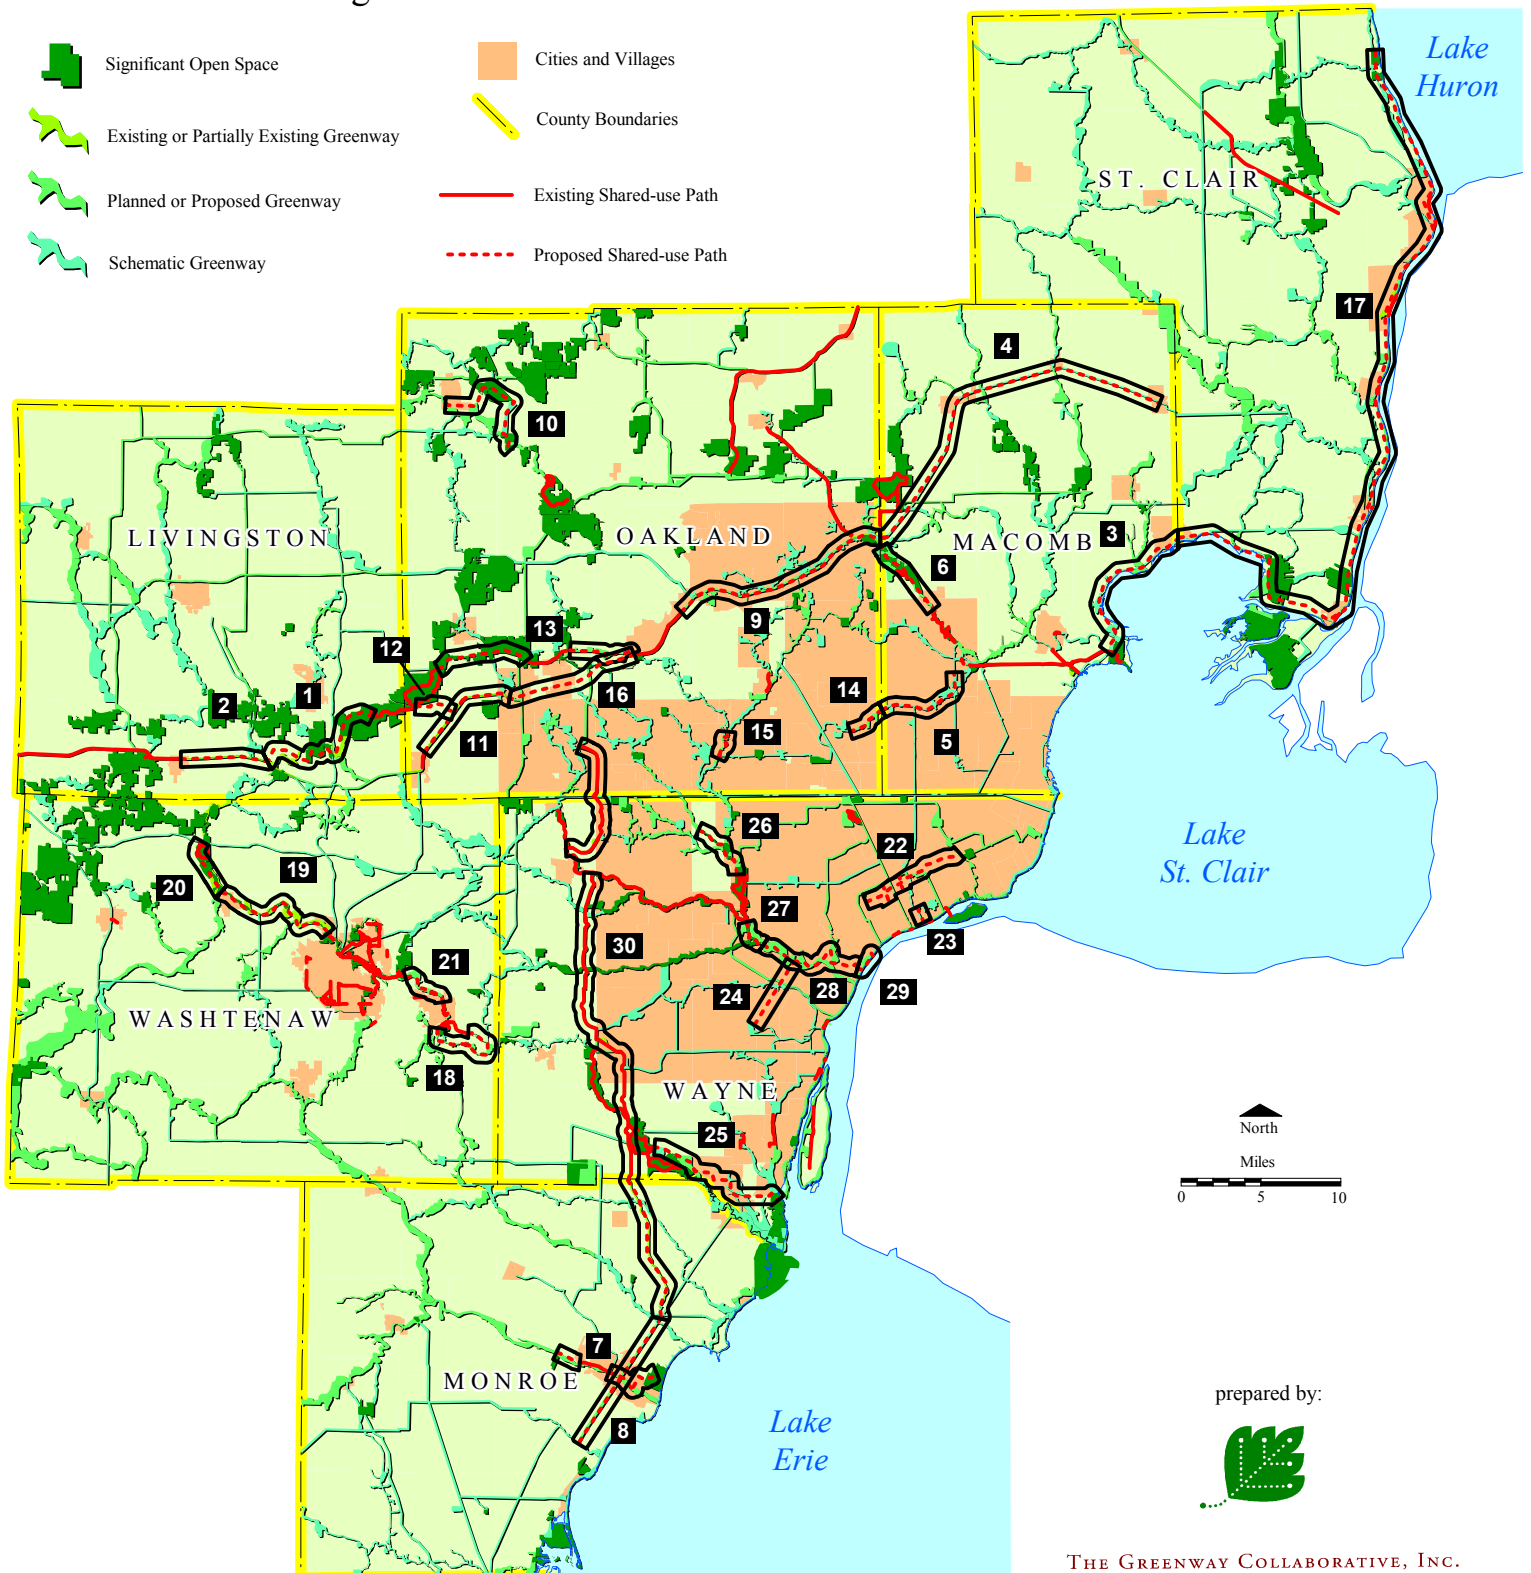 Significant Open Space
Existing or Partially Existing Greenway
Planned or Proposed Greenway
Schematic Greenway
Cities and Villages
County Boundaries
Existing Shared-use Path
Proposed Shared-use Path
Lake
Huron
ST. CLAIR
17
4
10
LIVINGSTON
OAKLAND
MACOMB
3
6
9
13
12
2
1
16
14
11
15
5
26
22
Lake
St. Clair
19
20
27
23
30
21
24
28
29
WASHTENAW
18
WAYNE
25
North
Miles
0 5 10
7
MONROE
8
Lake
Erie
prepared by:
THE GREENWAY COLLABORATIVE, INC.